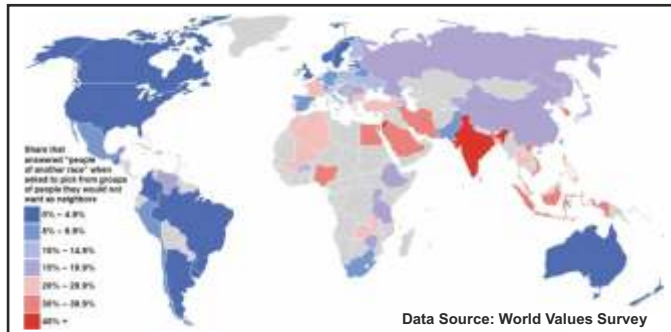 Share that
answered "people
of another race" when
asked to pick from groups
of people they would not
want as neighbors
0% – 4.9%
5% – 9.9%
10% – 14.9%
15% – 19.9%
20% – 29.9%
30% – 39.9%
40% +
Data Source: World Values Survey